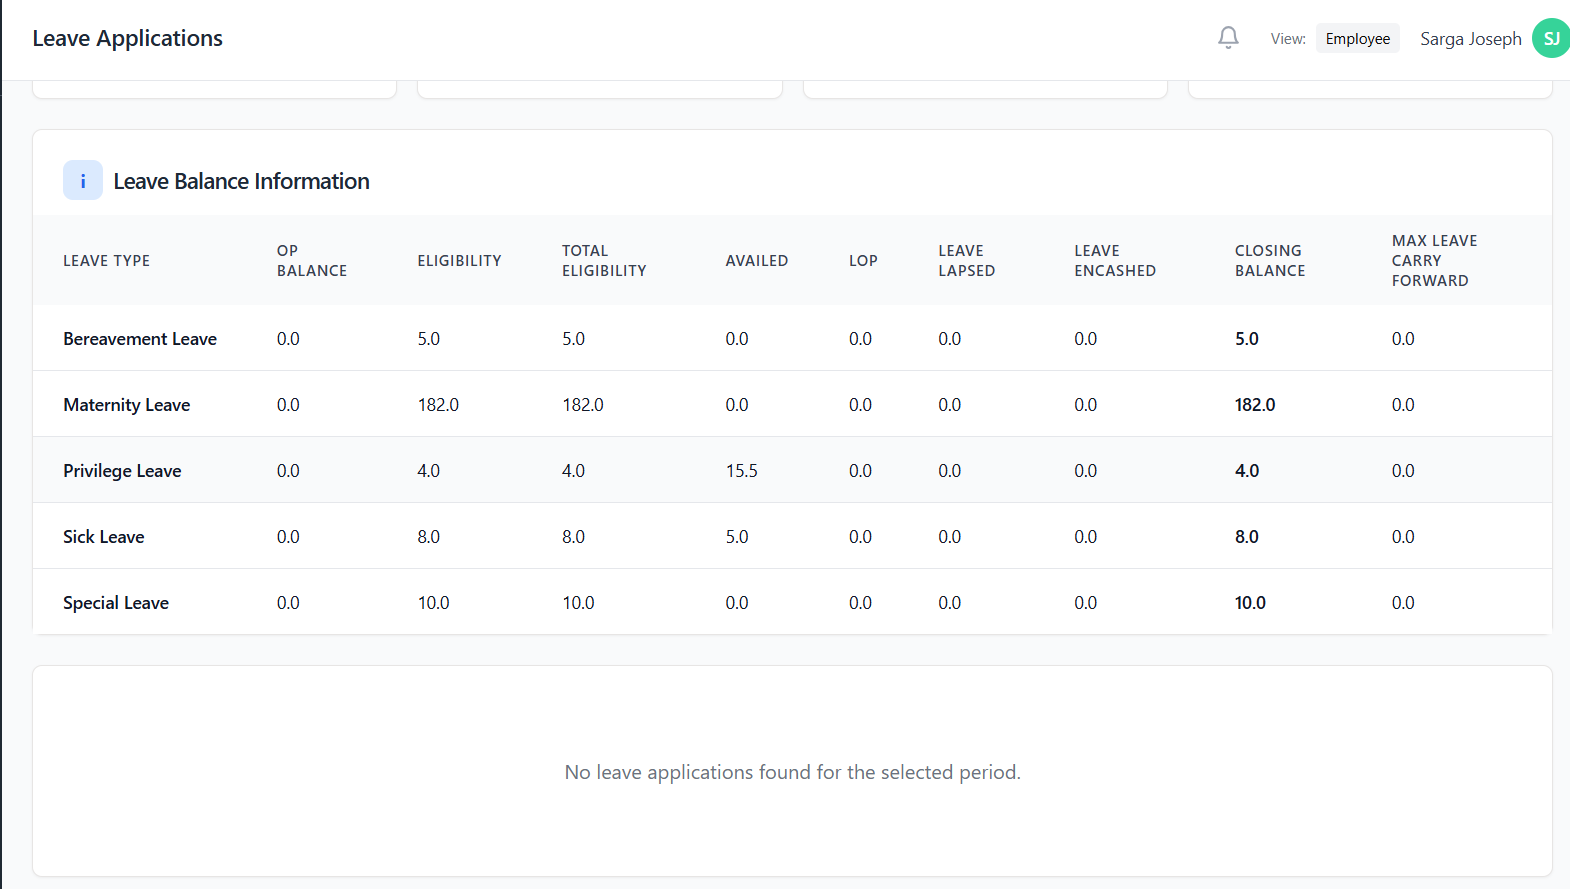 Leave Applications
View: Employee Sarga Joseph SJ
i Leave Balance Information
LEAVE TYPE OP BALANCE ELIGIBILITY TOTAL ELIGIBILITY AVAILED LOP LEAVE LAPSED LEAVE ENCASHED CLOSING BALANCE MAX LEAVE CARRY FORWARD
Bereavement Leave 0.0 5.0 5.0 0.0 0.0 0.0 0.0 5.0 0.0
Maternity Leave 0.0 182.0 182.0 0.0 0.0 0.0 0.0 182.0 0.0
Privilege Leave 0.0 4.0 4.0 15.5 0.0 0.0 0.0 4.0 0.0
Sick Leave 0.0 8.0 8.0 5.0 0.0 0.0 0.0 8.0 0.0
Special Leave 0.0 10.0 10.0 0.0 0.0 0.0 0.0 10.0 0.0
No leave applications found for the selected period.